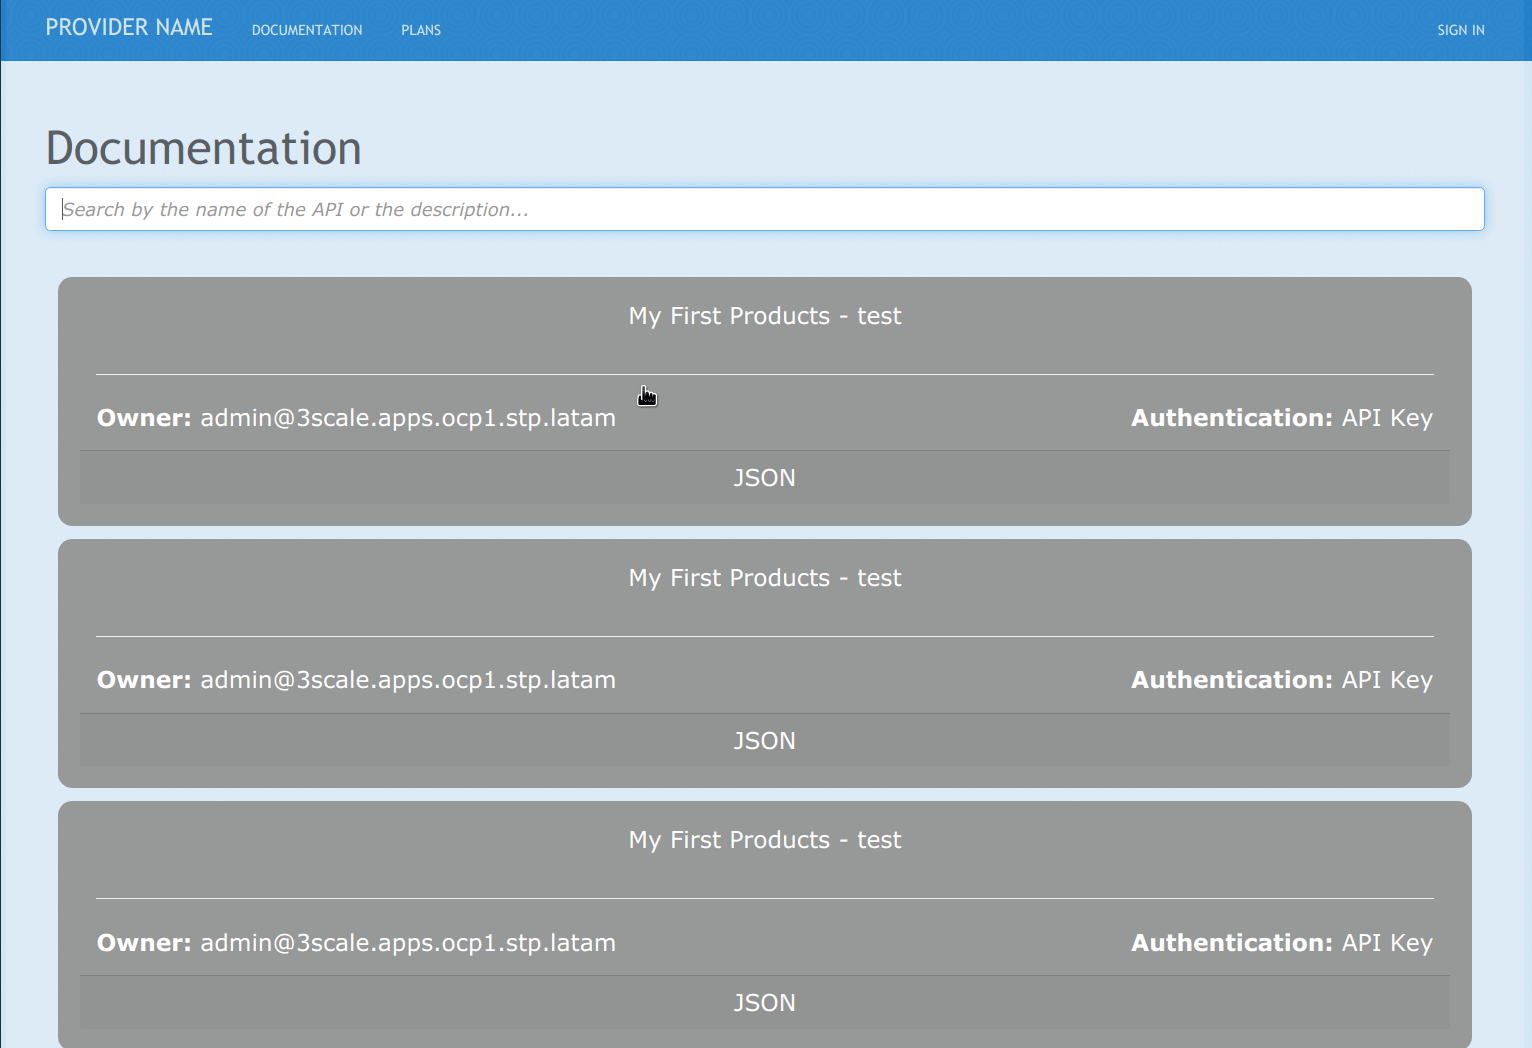 PROVIDER NAME DOCUMENTATION PLANS SIGN IN
Documentation
Search by the name of the API or the description...
My First Products - test
Owner: admin@3scale.apps.ocp1.stp.latam Authentication: API Key
JSON
My First Products - test
Owner: admin@3scale.apps.ocp1.stp.latam Authentication: API Key
JSON
My First Products - test
Owner: admin@3scale.apps.ocp1.stp.latam Authentication: API Key
JSON